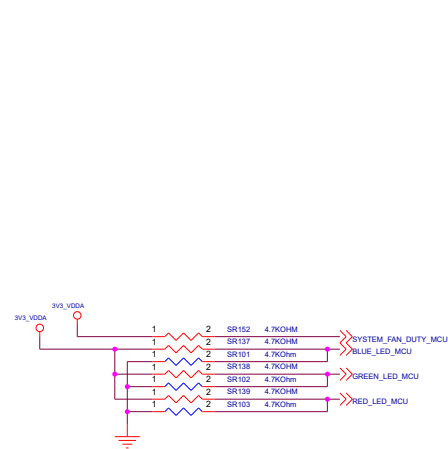 3V3_VDDA
3V3_VDDA
1 2 SR152 4.7KOHM SYSTEM_FAN_DUTY_MCU
1 2 SR137 4.7KOHM BLUE_LED_MCU
1 2 SR101 4.7KOhm
1 2 SR138 4.7KOHM GREEN_LED_MCU
1 2 SR102 4.7KOhm
1 2 SR139 4.7KOHM RED_LED_MCU
1 2 SR103 4.7KOhm